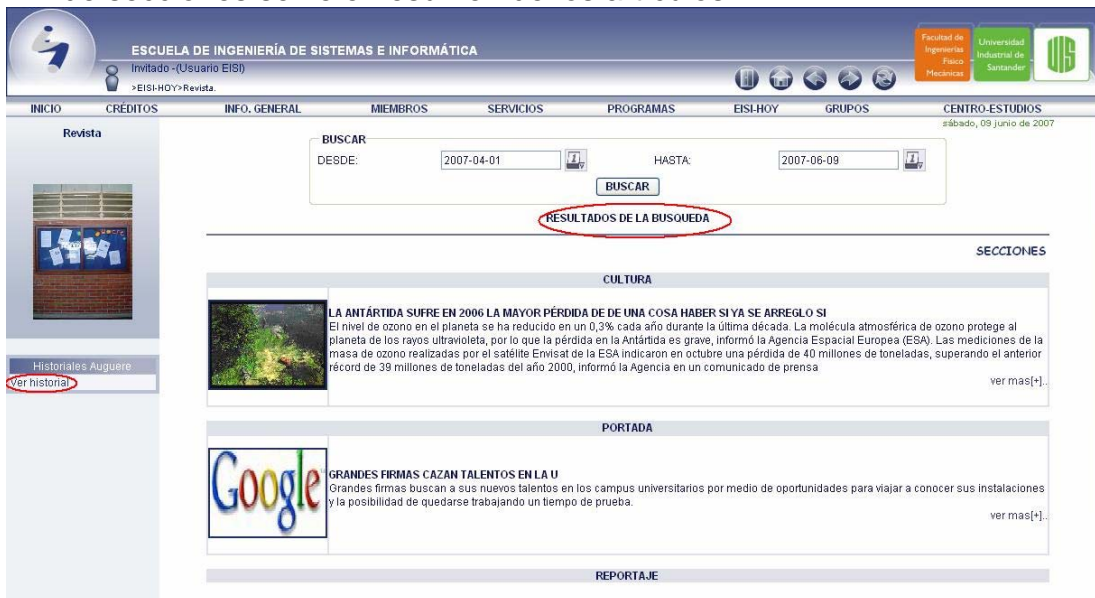 ESCUELA DE INGENIERÍA DE SISTEMAS E INFORMÁTICA
Invitado -(Usuario EISI)
>EISI-HOY>Revista.
Facultad de
Ingenierías
Físico
Mecánicas
Universidad
Industrial de
Santander
INICIO CRÉDITOS INFO. GENERAL MIEMBROS SERVICIOS PROGRAMAS EISI-HOY GRUPOS CENTRO-ESTUDIOS
sábado, 09 junio de 2007
Revista
BUSCAR
DESDE: 2007-04-01 HASTA: 2007-06-09
BUSCAR
RESULTADOS DE LA BUSQUEDA
SECCIONES
CULTURA
LA ANTÁRTIDA SUFRE EN 2006 LA MAYOR PÉRDIDA DE DE UNA COSA HABER SI YA SE ARREGLO SI
El nivel de ozono en el planeta se ha reducido en un 0,3% cada año durante la última década. La molécula atmosférica de ozono protege al
planeta de los rayos ultravioleta, por lo que la pérdida en la Antártida es grave, informó la Agencia Espacial Europea (ESA). Las mediciones de la
masa de ozono realizadas por el satélite Envisat de la ESA indicaron en octubre una pérdida de 40 millones de toneladas, superando el anterior
récord de 39 millones de toneladas del año 2000, informó la Agencia en un comunicado de prensa
ver mas[+]..
Historiales Auguere
Ver historial
PORTADA
Google
GRANDES FIRMAS CAZAN TALENTOS EN LA U
Grandes firmas buscan a sus nuevos talentos en los campus universitarios por medio de oportunidades para viajar a conocer sus instalaciones
y la posibilidad de quedarse trabajando un tiempo de prueba.
ver mas[+]..
REPORTAJE